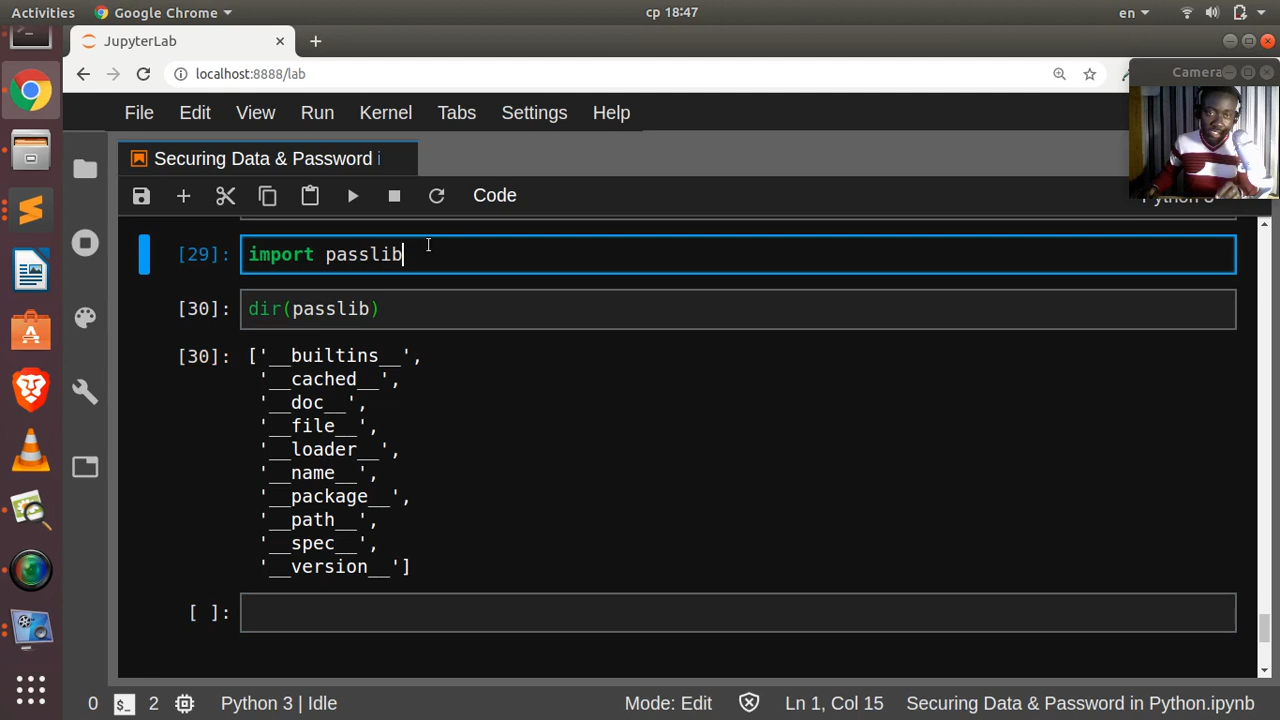 Activities
Google Chrome
ср 18:47
en
JupyterLab
localhost:8888/lab
Camera
File Edit View Run Kernel Tabs Settings Help
Securing Data & Password i
Code
[29]: import passlib
[30]: dir(passlib)
[30]: ['__builtins__',
'__cached__',
'__doc__',
'__file__',
'__loader__',
'__name__',
'__package__',
'__path__',
'__spec__',
'__version__']
[ ]:
0 2 Python 3 | Idle Mode: Edit Ln 1, Col 15 Securing Data & Password in Python.ipynb